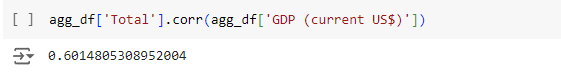 [ ] agg_df['Total'].corr(agg_df['GDP (current US$)'])
0.6014805308952004